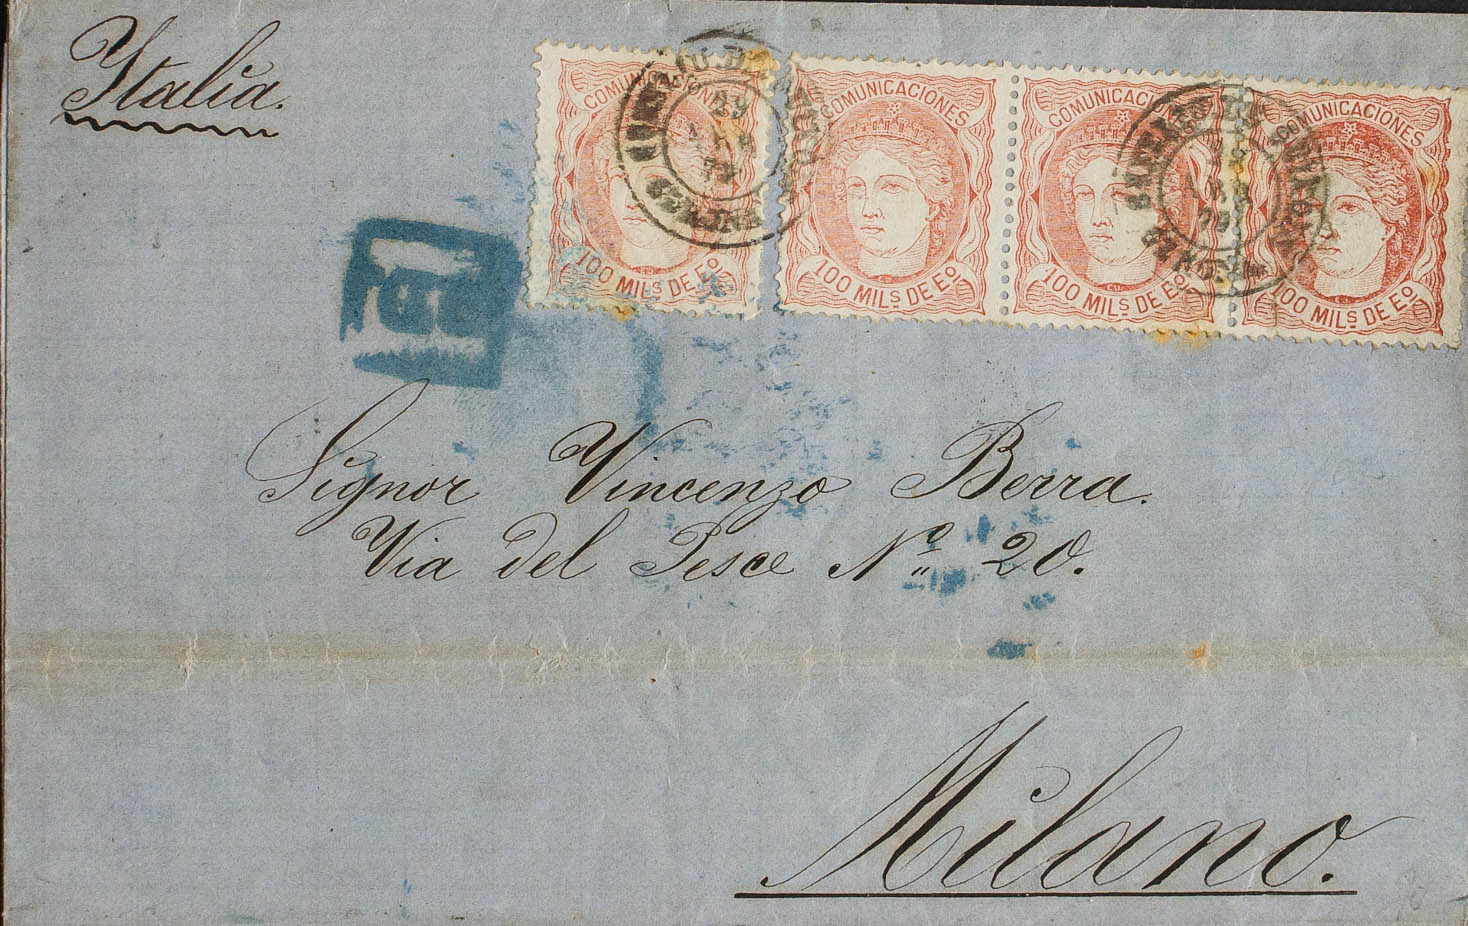 Italia.
COMUNICACIONES COMUNICACIONES COMUNICACIONES
100 MILS DE Eo 100 MILS DE Eo 100 MILS DE Eo 100 MILS DE Eo
PD
Signor Vincenzo Berra.
Via del Pesce No. 20.
Milano.